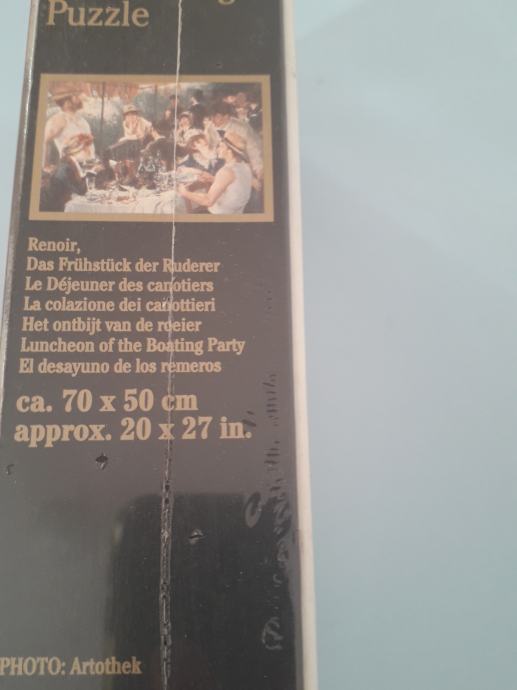 Puzzle
Renoir,
Das Frühstück der Ruderer
Le Déjeuner des canotiers
La colazione dei canottieri
Het ontbijt van de roeier
Luncheon of the Boating Party
El desayuno de los remeros
ca. 70 x 50 cm
approx. 20 x 27 in.
PHOTO: Artothek